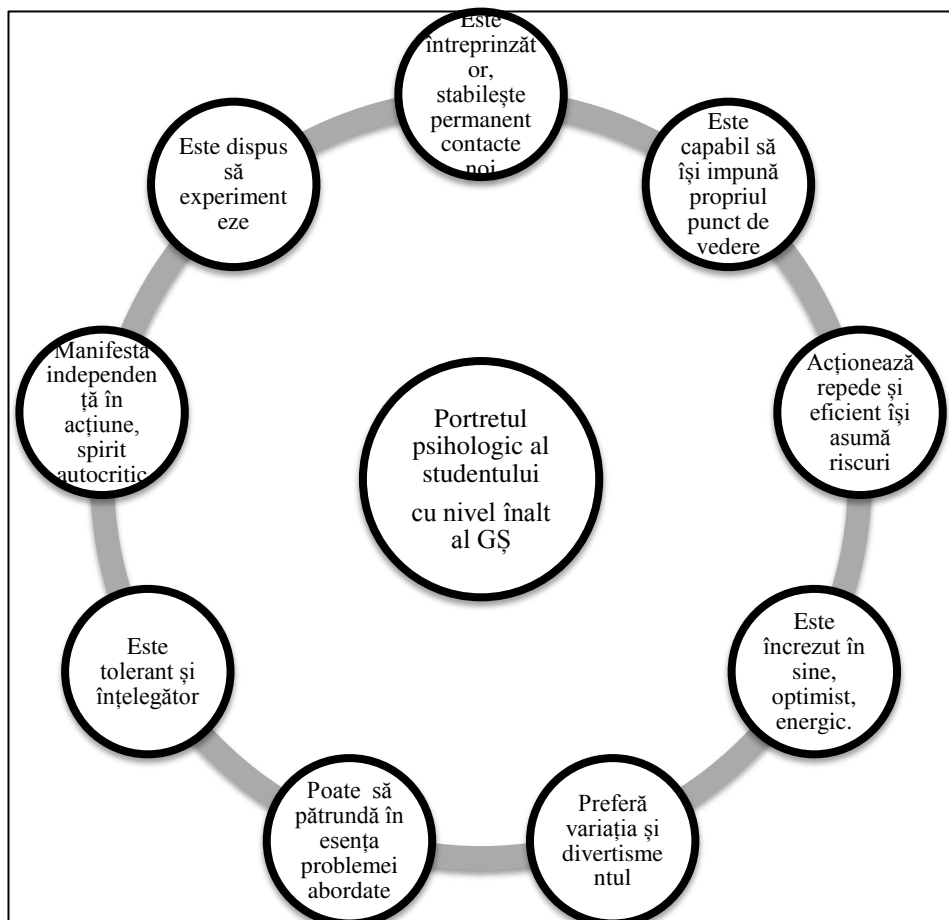 Este
întreprinzăt
or,
stabilește
permanent
contacte
noi
Este
capabil să
își impună
propriul
punct de
vedere
Acționează
repede și
eficient își
asumă
riscuri
Este
încrezut în
sine,
optimist,
energic.
Preferă
variația și
divertisme
ntul
Poate să
pătrundă în
esența
problemei
abordate
Este
tolerant și
înțelegător
Manifestă
independen
ță în
acțiune,
spirit
autocritic
Este dispus
să
experiment
eze
Portretul
psihologic al
studentului
cu nivel înalt
al GȘ